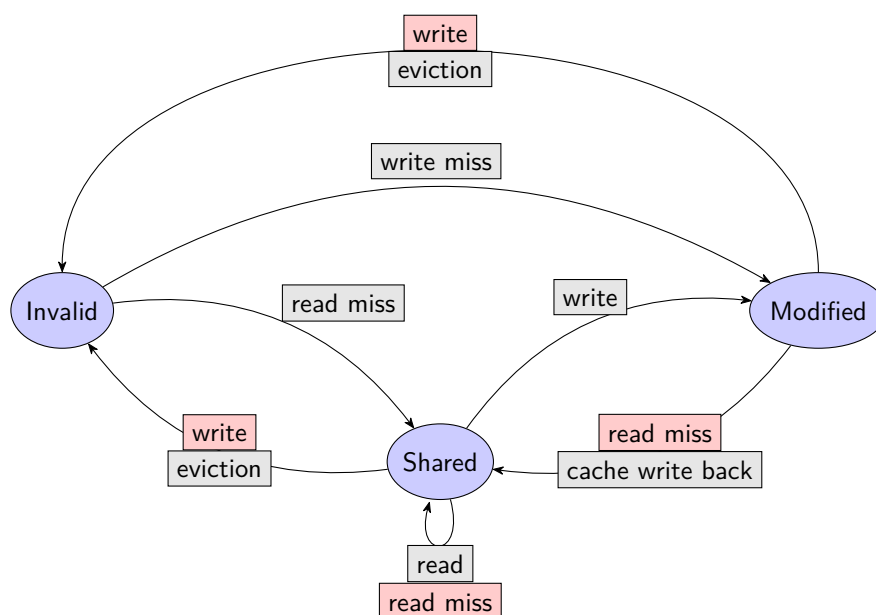 write
eviction
write miss
read miss
write
Invalid
Modified
write
eviction
Shared
read miss
cache write back
read
read miss